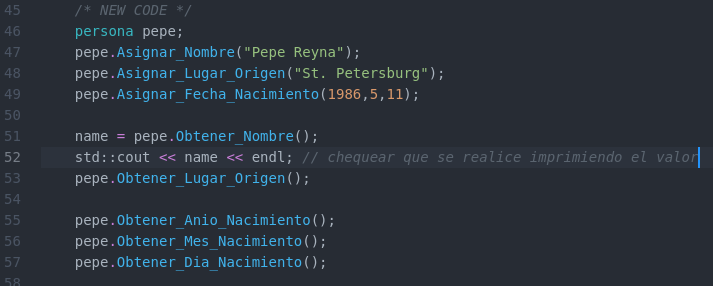 45 /* NEW CODE */
46 persona pepe;
47 pepe.Asignar_Nombre("Pepe Reyna");
48 pepe.Asignar_Lugar_Origen("St. Petersburg");
49 pepe.Asignar_Fecha_Nacimiento(1986,5,11);
50
51 name = pepe.Obtener_Nombre();
52 std::cout << name << endl; // chequear que se realice imprimiendo el valor
53 pepe.Obtener_Lugar_Origen();
54
55 pepe.Obtener_Anio_Nacimiento();
56 pepe.Obtener_Mes_Nacimiento();
57 pepe.Obtener_Dia_Nacimiento();
58